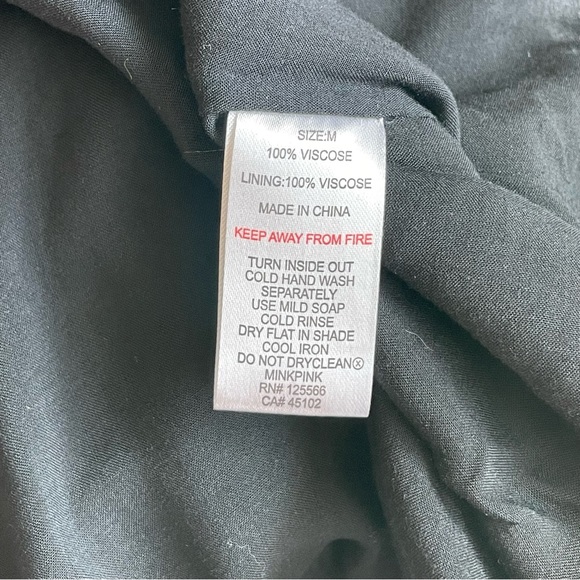 SIZE:M
100% VISCOSE
LINING:100% VISCOSE
MADE IN CHINA
KEEP AWAY FROM FIRE
TURN INSIDE OUT
COLD HAND WASH
SEPARATELY
USE MILD SOAP
COLD RINSE
DRY FLAT IN SHADE
COOL IRON
DO NOT DRYCLEANⓍ
MINKPINK
RN# 125566
CA# 45102